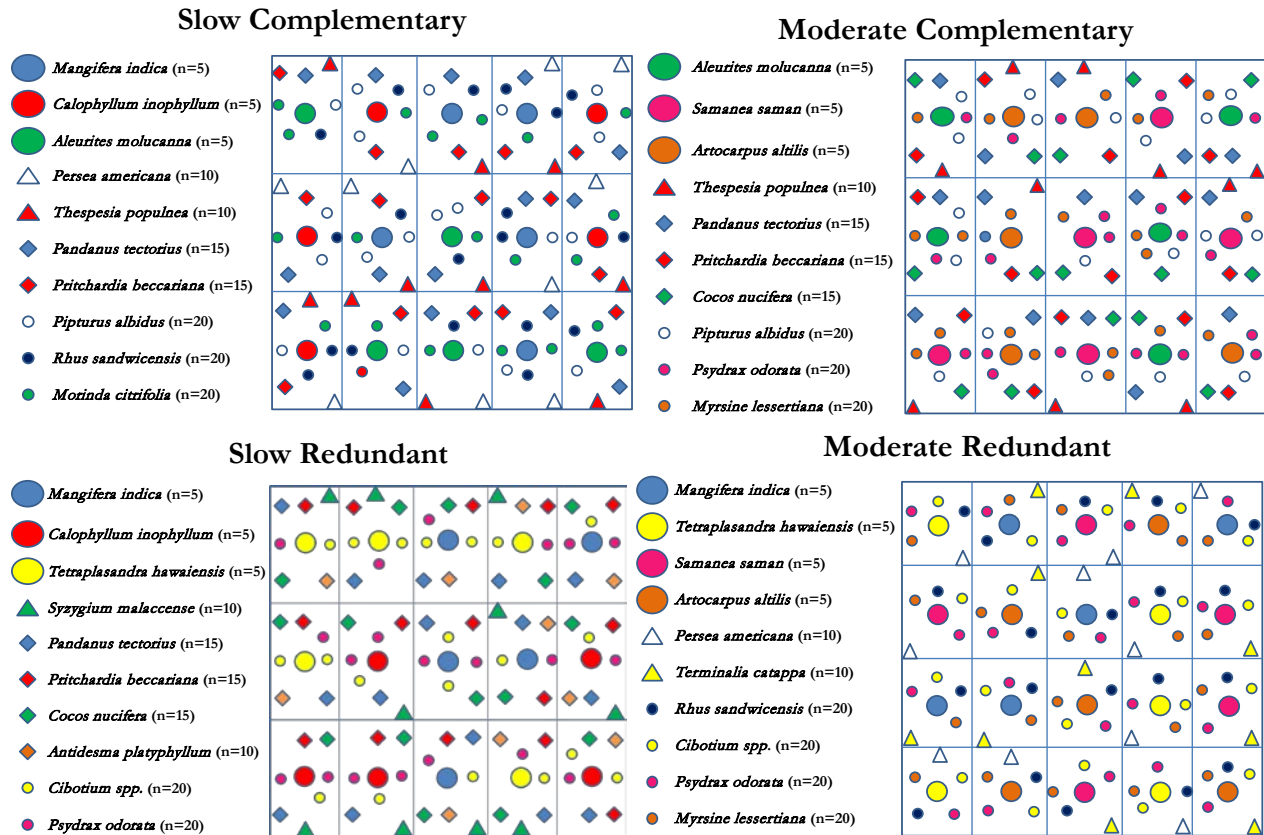 Slow Complementary
Mangifera indica (n=5)
Calophyllum inophyllum (n=5)
Aleurites molucanna (n=5)
Persea americana (n=10)
Thespesia populnea (n=10)
Pandanus tectorius (n=15)
Pritchardia beccariana (n=15)
Pipturus albidus (n=20)
Rhus sandwicensis (n=20)
Morinda citrifolia (n=20)
Moderate Complementary
Aleurites molucanna (n=5)
Samanea saman (n=5)
Artocarpus altilis (n=5)
Thespesia populnea (n=10)
Pandanus tectorius (n=15)
Pritchardia beccariana (n=15)
Cocos nucifera (n=15)
Pipturus albidus (n=20)
Psydrax odorata (n=20)
Myrsine lessertiana (n=20)
Slow Redundant
Mangifera indica (n=5)
Calophyllum inophyllum (n=5)
Tetraplasandra hawaiensis (n=5)
Syzygium malaccense (n=10)
Pandanus tectorius (n=15)
Pritchardia beccariana (n=15)
Cocos nucifera (n=15)
Antidesma platyphyllum (n=10)
Cibotium spp. (n=20)
Psydrax odorata (n=20)
Moderate Redundant
Mangifera indica (n=5)
Tetraplasandra hawaiensis (n=5)
Samanea saman (n=5)
Artocarpus altilis (n=5)
Persea americana (n=10)
Terminalia catappa (n=10)
Rhus sandwicensis (n=20)
Cibotium spp. (n=20)
Psydrax odorata (n=20)
Myrsine lessertiana (n=20)